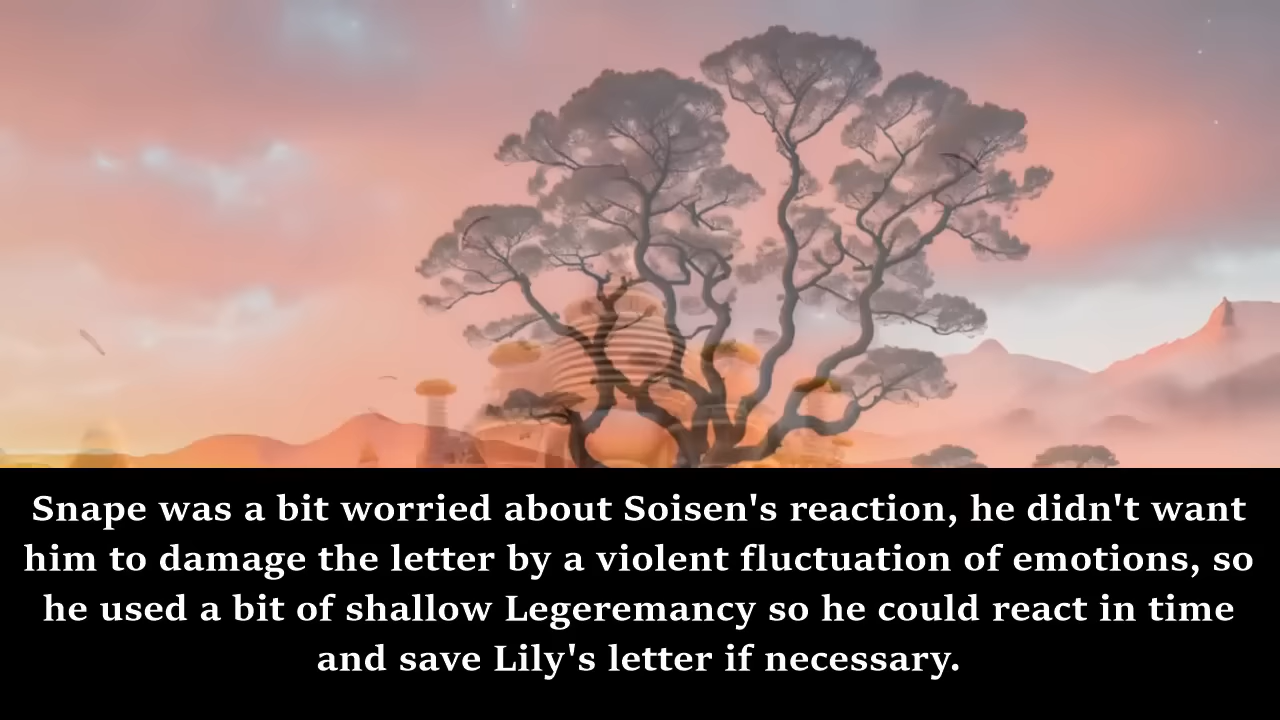 Snape was a bit worried about Soisen's reaction, he didn't want
him to damage the letter by a violent fluctuation of emotions, so
he used a bit of shallow Legeremancy so he could react in time
and save Lily's letter if necessary.